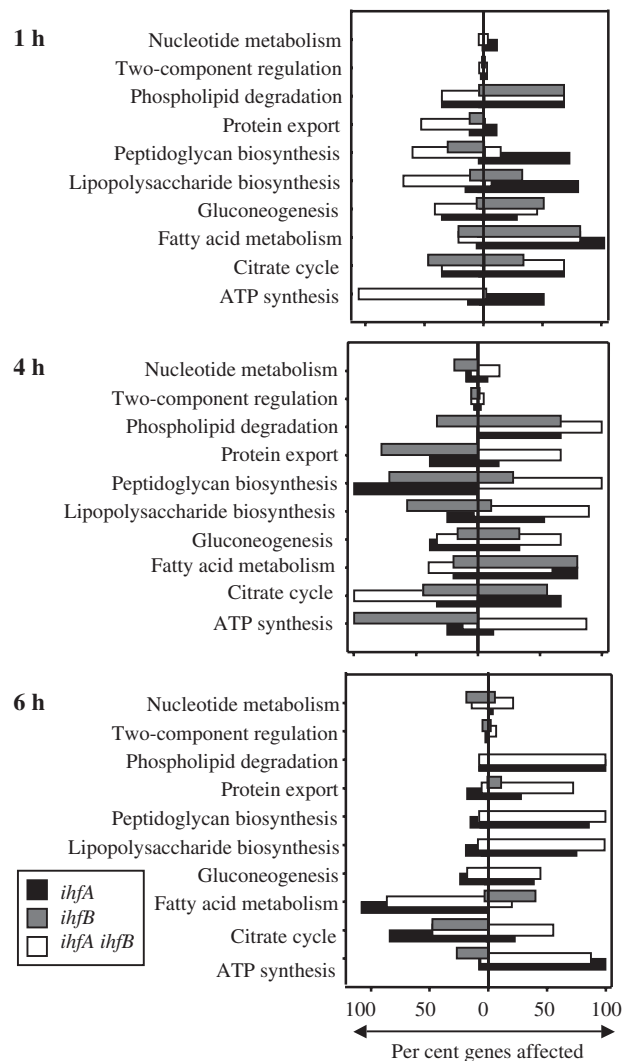 1 h
Nucleotide metabolism
Two-component regulation
Phospholipid degradation
Protein export
Peptidoglycan biosynthesis
Lipopolysaccharide biosynthesis
Gluconeogenesis
Fatty acid metabolism
Citrate cycle
ATP synthesis
4 h
Nucleotide metabolism
Two-component regulation
Phospholipid degradation
Protein export
Peptidoglycan biosynthesis
Lipopolysaccharide biosynthesis
Gluconeogenesis
Fatty acid metabolism
Citrate cycle
ATP synthesis
6 h
Nucleotide metabolism
Two-component regulation
Phospholipid degradation
Protein export
Peptidoglycan biosynthesis
Lipopolysaccharide biosynthesis
Gluconeogenesis
Fatty acid metabolism
Citrate cycle
ATP synthesis
ihfA
ihfB
ihfA ihfB
100 50 0 50 100
Per cent genes affected